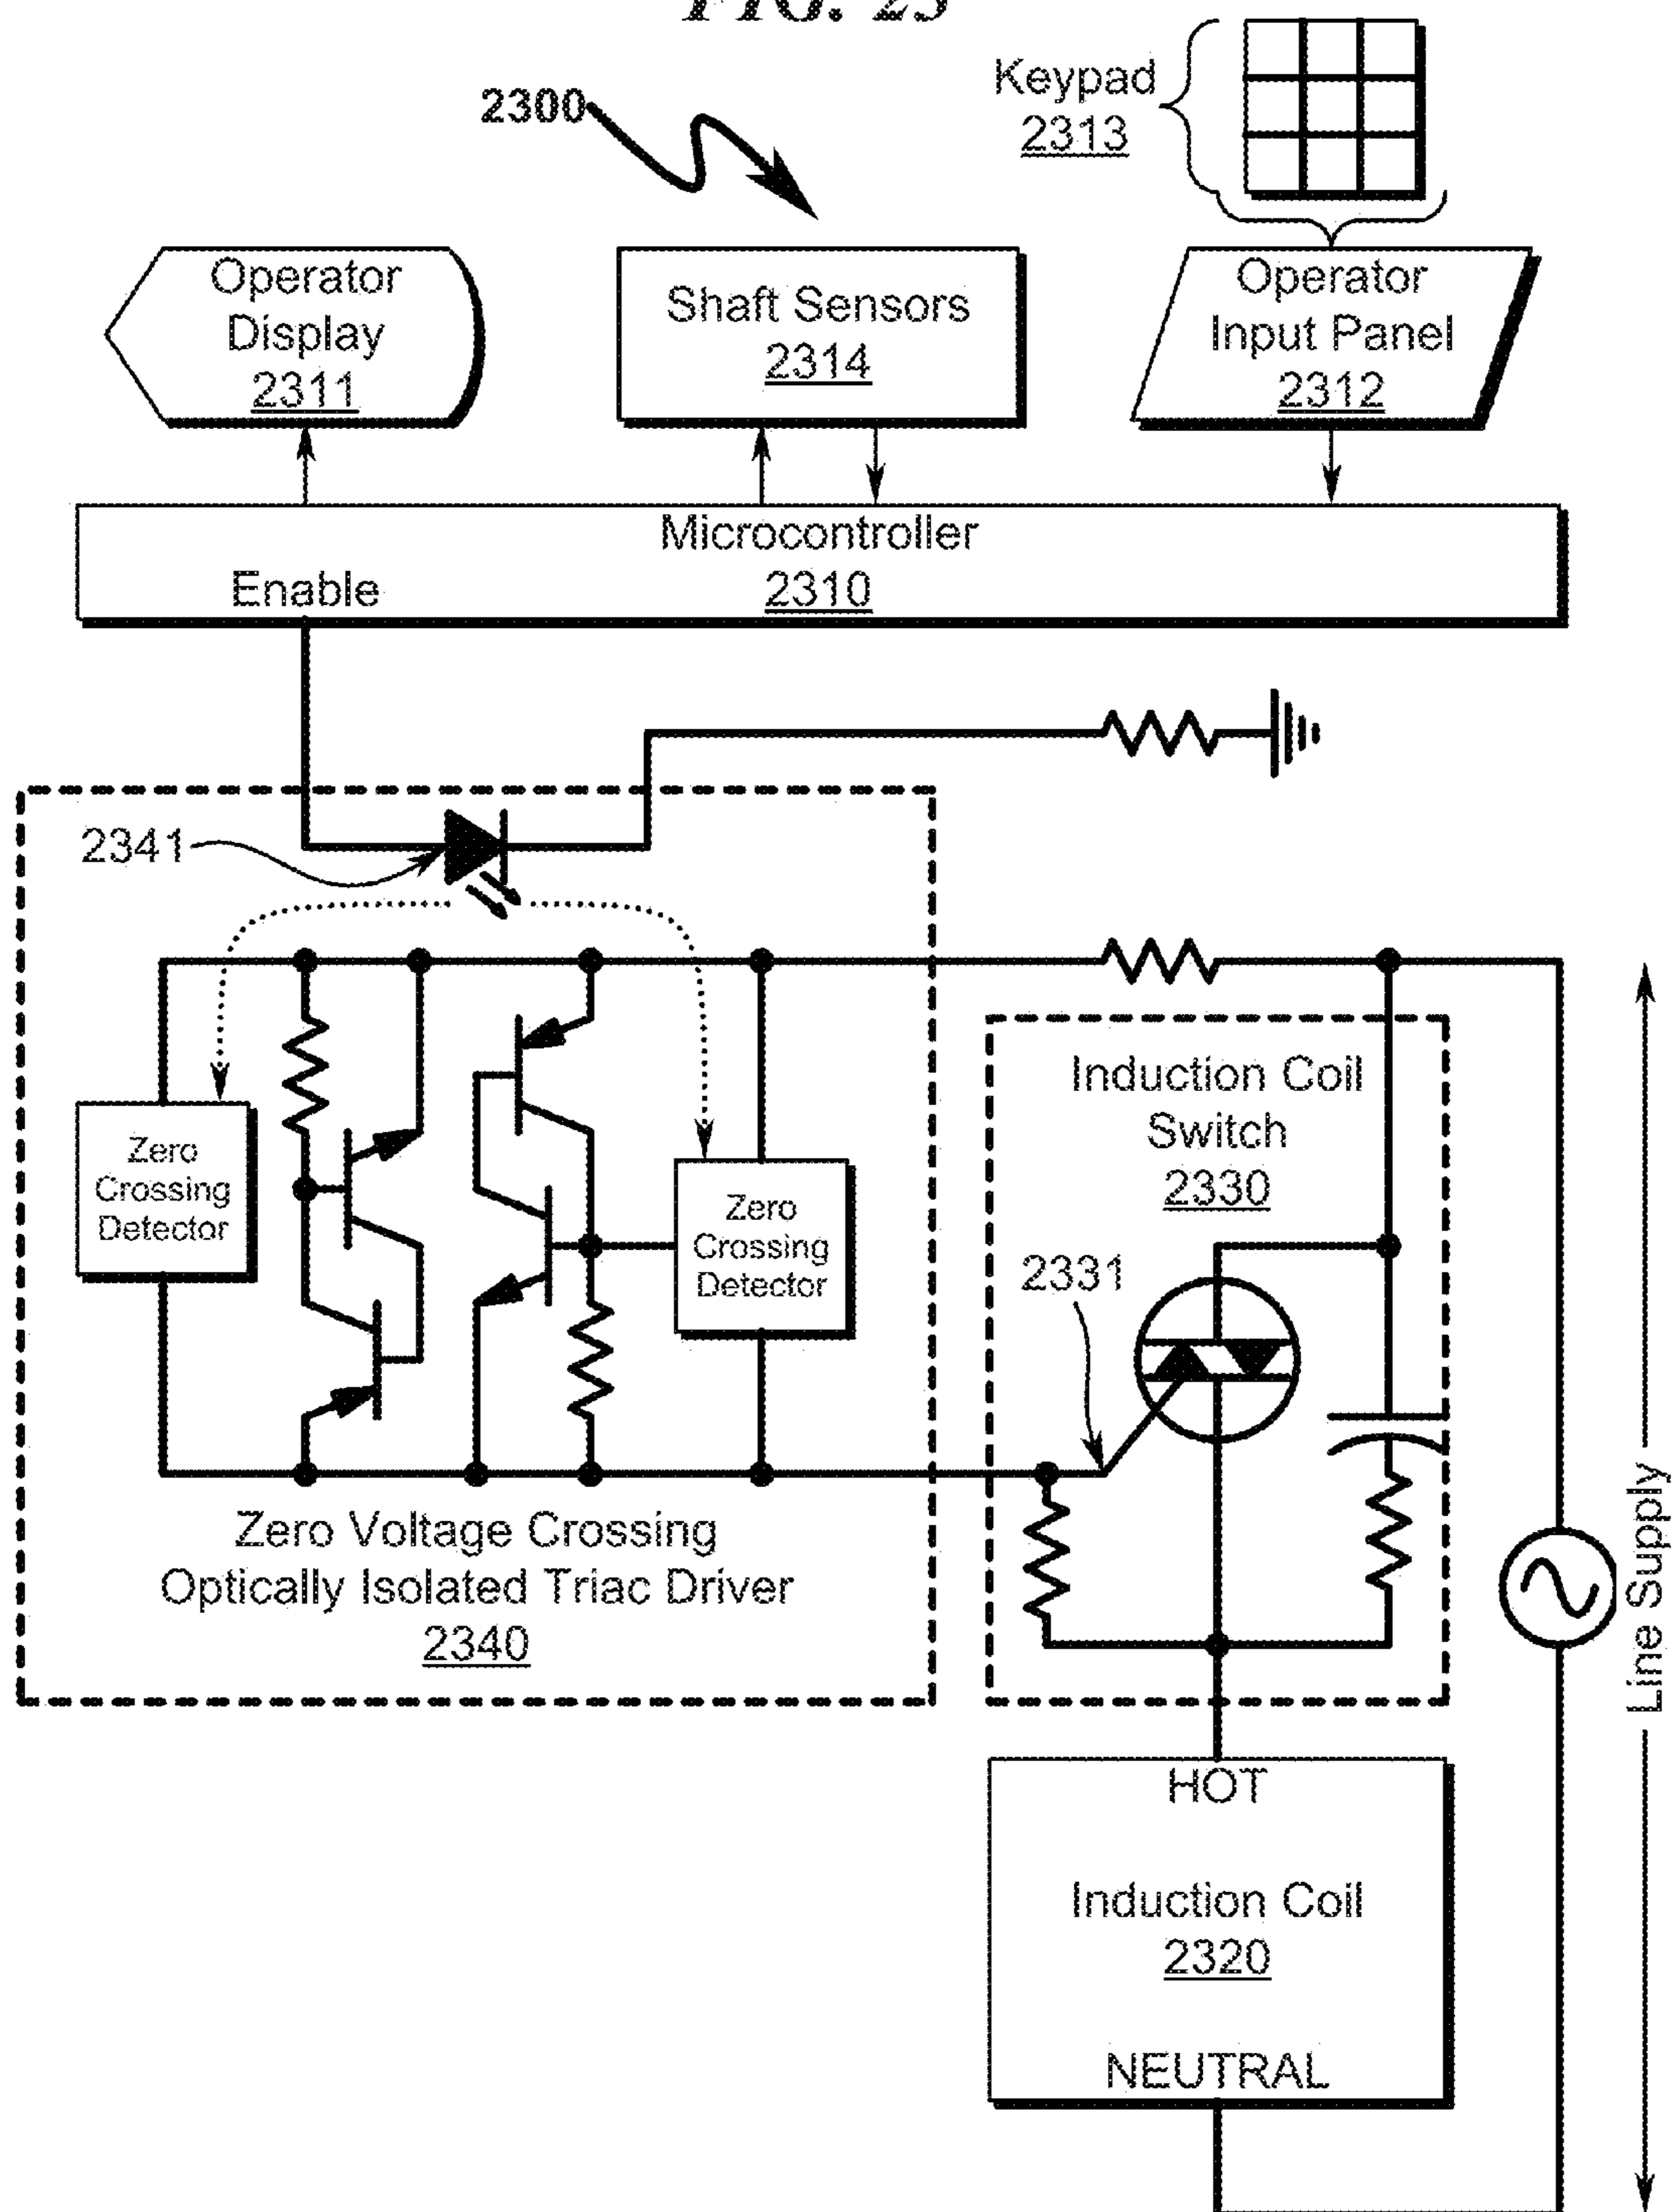 FIG. 23
2300
Keypad
2313
Operator
Display
2311
Shaft Sensors
2314
Operator
Input Panel
2312
Microcontroller
2310
Enable
2341
Zero
Crossing
Detector
Zero
Crossing
Detector
Induction Coil
Switch
2330
2331
Zero Voltage Crossing
Optically Isolated Triac Driver
2340
Line Supply
HOT
Induction Coil
2320
NEUTRAL